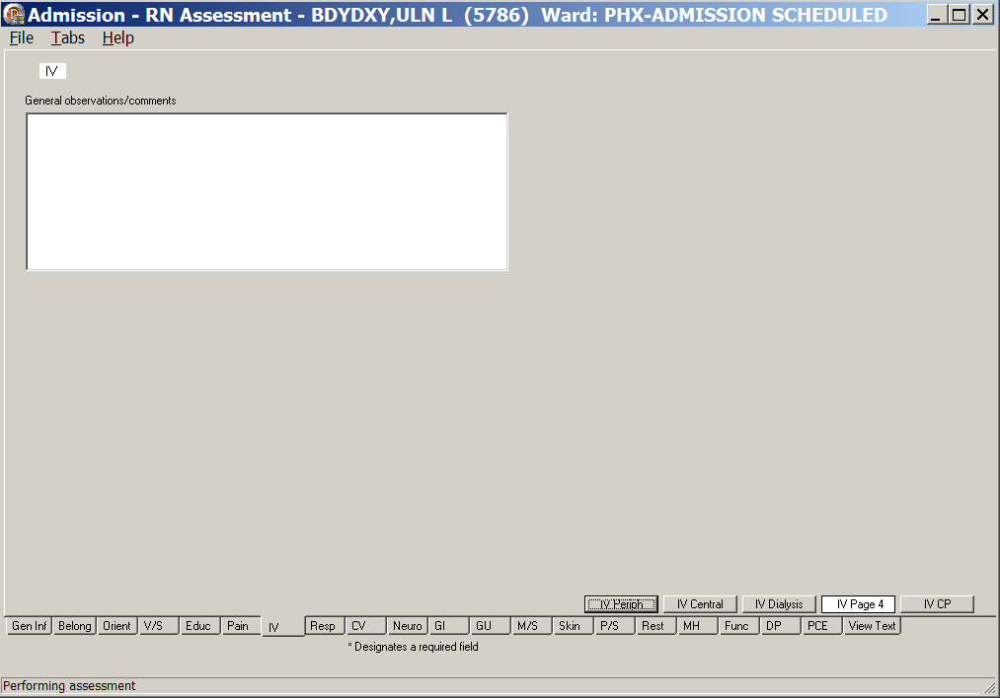 Admission - RN Assessment - BDYDXY,ULN L (5786) Ward: PHX-ADMISSION SCHEDULED
File Tabs Help
IV
General observations/comments
IV Periph IV Central IV Dialysis IV Page 4 IV CP
Gen Inf Belong Orient V/S Educ Pain IV Resp CV Neuro GI GU M/S Skin P/S Rest MH Func DP PCE View Text
* Designates a required field
Performing assessment